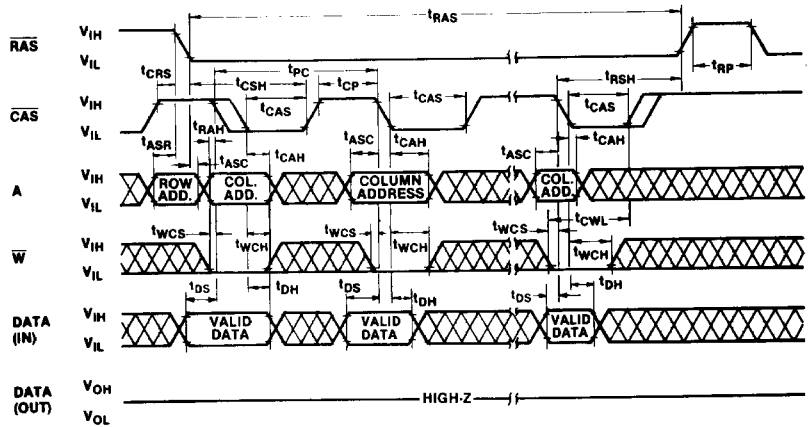 tRAS
RAS VIH
VIL
tRP
tCRS tCSH tPC tCP tRSH
CAS VIH
VIL
tCAS tCAS tCAS
tRAH tASR tASC tCAH tASC tCAH tASC tCAH
A VIH
VIL
ROW ADD.
COL. ADD.
COLUMN ADDRESS
COL. ADD.
tCWL
tWCS tWCH tWCS tWCH tWCS tWCH
W VIH
VIL
tDS tDH tDS tDH tDS tDH
DATA (IN) VIH
VIL
VALID DATA
VALID DATA
VALID DATA
DATA (OUT) VOH
VOL
HIGH-Z